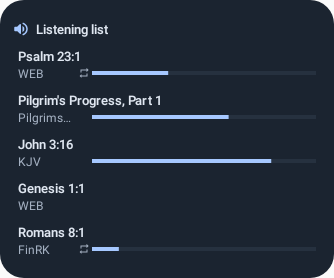 Listening list
Psalm 23:1
WEB
Pilgrim's Progress, Part 1
Pilgrims...
John 3:16
KJV
Genesis 1:1
WEB
Romans 8:1
FinRK